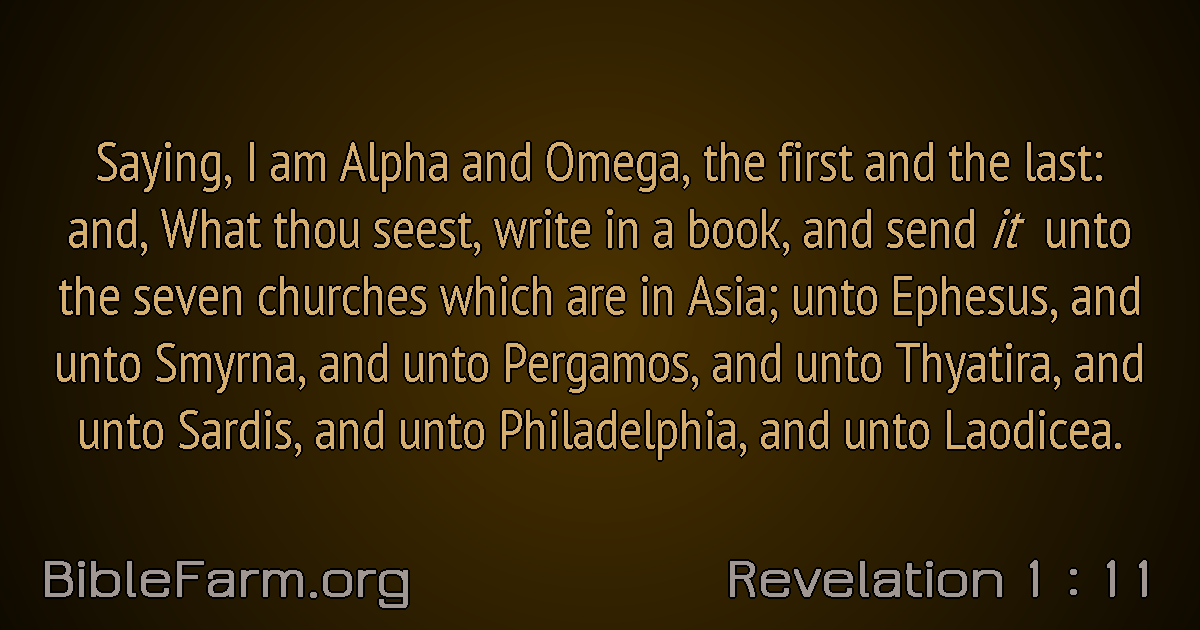 Saying, I am Alpha and Omega, the first and the last:
and, What thou seest, write in a book, and send it unto
the seven churches which are in Asia; unto Ephesus, and
unto Smyrna, and unto Pergamos, and unto Thyatira, and
unto Sardis, and unto Philadelphia, and unto Laodicea.
BibleFarm.org
Revelation 1 : 11